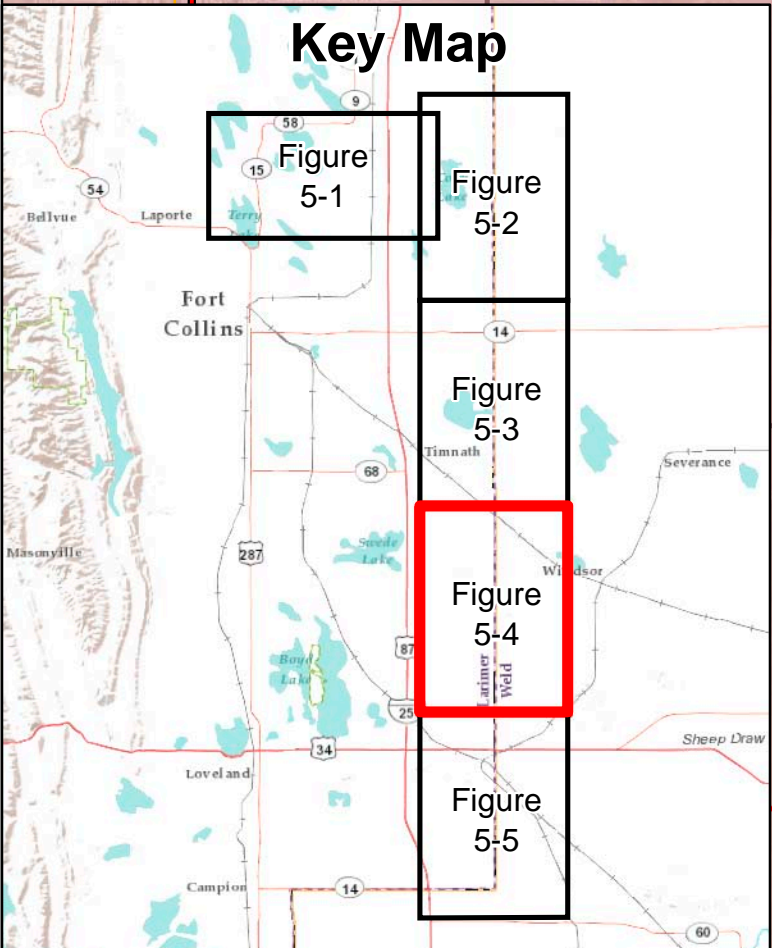 Key Map
9
58
Figure
5-1
15
54
Figure
5-2
Lake
Bellvue
Laporte
Terry
Lake
Fort
Collins
14
Figure
5-3
Timnath
Severance
68
Swede
Lake
Masonville
287
Windsor
Figure
5-4
87
Larimer
Weld
Boyd
Lake
25
34
Sheep Draw
Loveland
Figure
5-5
Campion
14
60